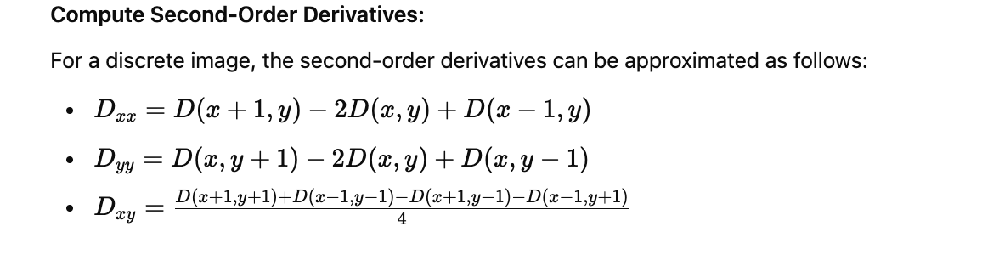 Compute Second-Order Derivatives:
For a discrete image, the second-order derivatives can be approximated as follows:
• $D_{xx} = D(x + 1, y) - 2D(x, y) + D(x - 1, y)$
• $D_{yy} = D(x, y + 1) - 2D(x, y) + D(x, y - 1)$
• $D_{xy} = \frac{D(x+1,y+1)+D(x-1,y-1)-D(x+1,y-1)-D(x-1,y+1)}{4}$